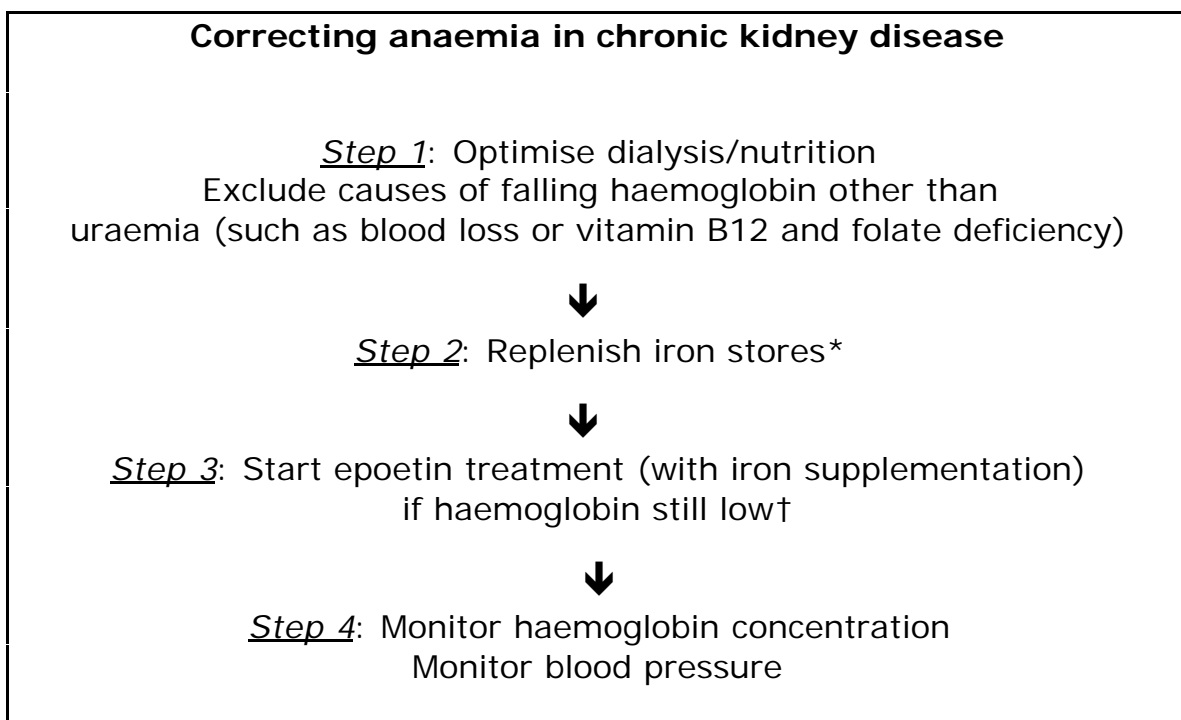 Correcting anaemia in chronic kidney disease
Step 1: Optimise dialysis/nutrition
Exclude causes of falling haemoglobin other than
uraemia (such as blood loss or vitamin B12 and folate deficiency)
Step 2: Replenish iron stores*
Step 3: Start epoetin treatment (with iron supplementation)
if haemoglobin still low†
Step 4: Monitor haemoglobin concentration
Monitor blood pressure